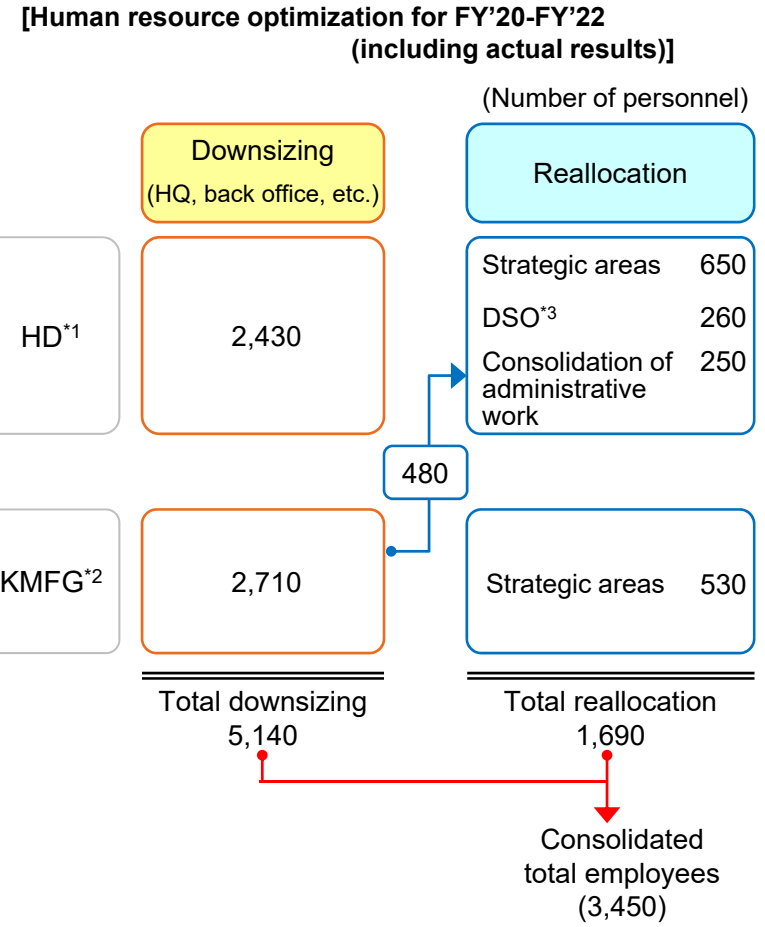 [Human resource optimization for FY’20-FY’22
(including actual results)]
(Number of personnel)
Downsizing
(HQ, back office, etc.)
Reallocation
HD*1
2,430
Strategic areas 650
DSO*3 260
Consolidation of 250
administrative
work
480
KMFG*2
2,710
Strategic areas 530
Total downsizing
5,140
Total reallocation
1,690
Consolidated
total employees
(3,450)